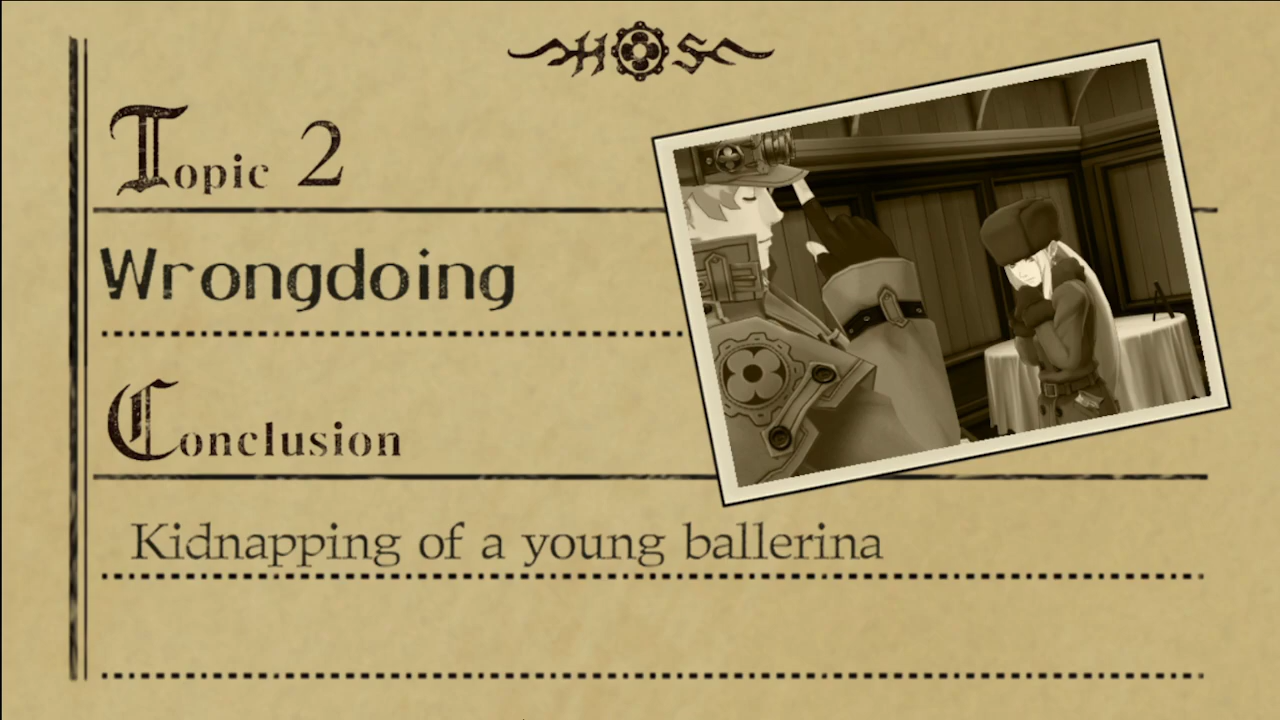 H S
Topic 2
Wrongdoing
Conclusion
Kidnapping of a young ballerina